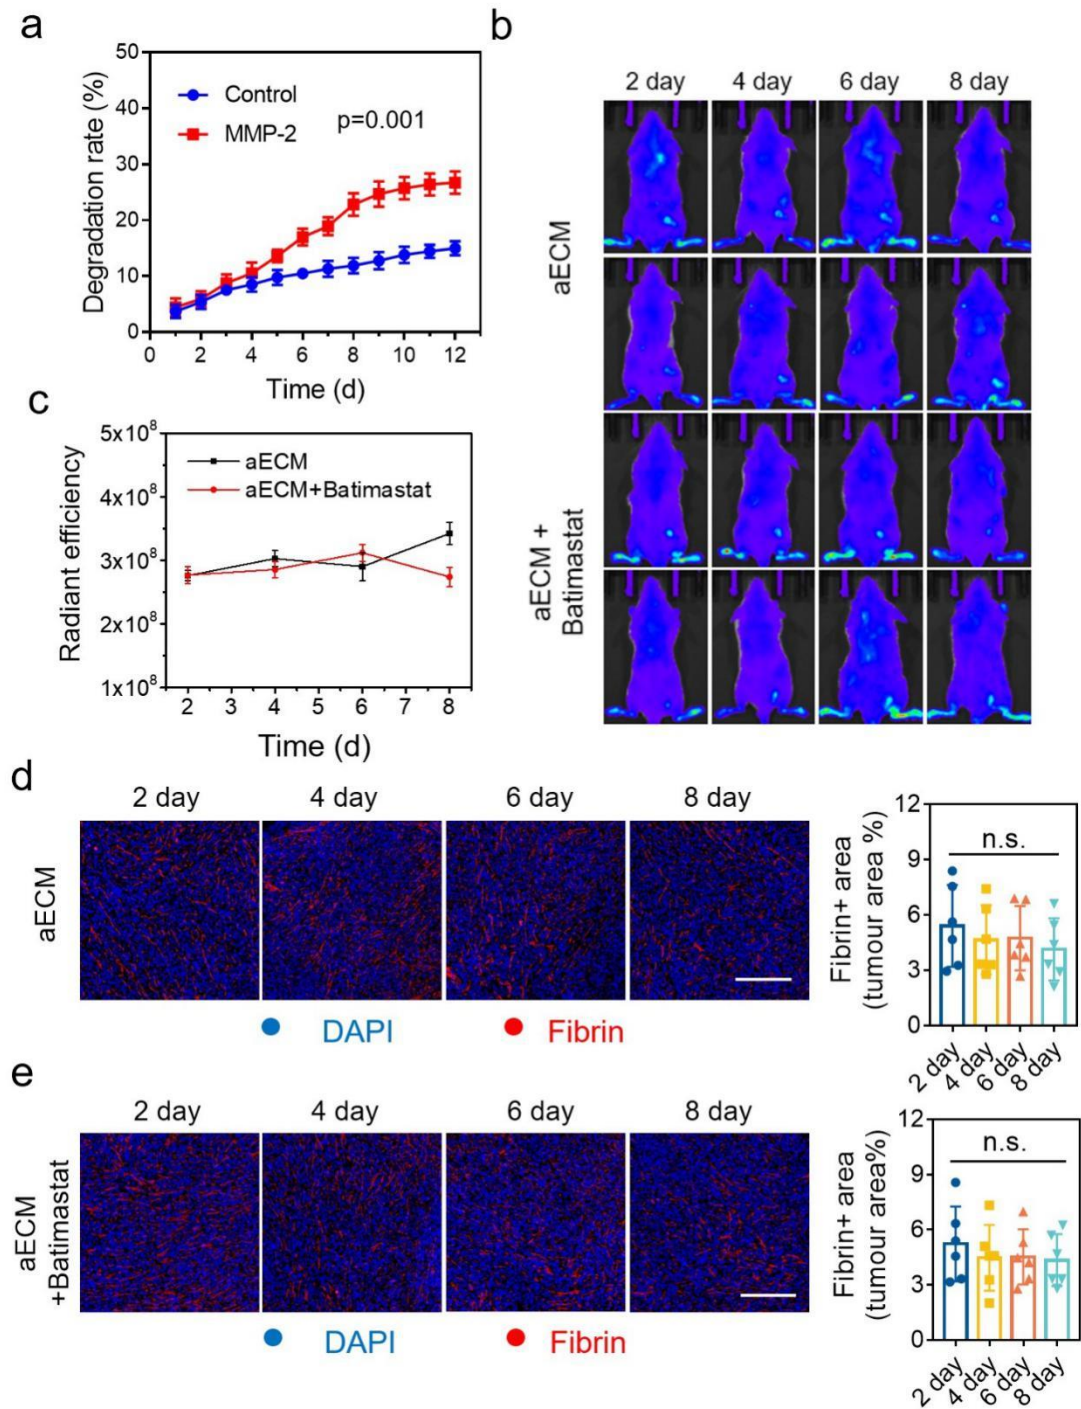 a
50
40
30
20
10
0
Degradation rate (%)
Control
MMP-2
p=0.001
0 2 4 6 8 10 12
Time (d)
b
2 day 4 day 6 day 8 day
aECM
aECM +
Batimastat
c
5x10⁸
4x10⁸
3x10⁸
2x10⁸
1x10⁸
Radiant efficiency
aECM
aECM+Batimastat
2 3 4 5 6 7 8
Time (d)
d
2 day 4 day 6 day 8 day
aECM
DAPI Fibrin
12
9
6
3
0
Fibrin+ area
(tumour area %)
n.s.
2 day 4 day 6 day 8 day
e
2 day 4 day 6 day 8 day
aECM
+Batimastat
DAPI Fibrin
12
9
6
3
0
Fibrin+ area
(tumour area%)
n.s.
2 day 4 day 6 day 8 day